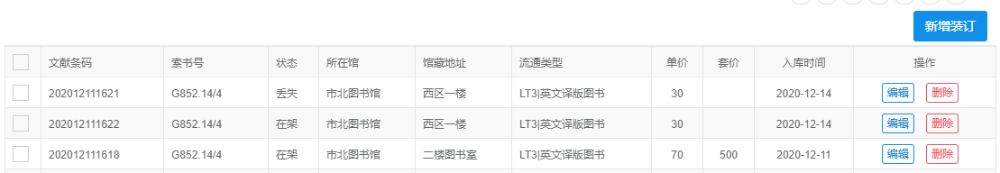 新增装订
文献条码 索书号 状态 所在馆 馆藏地址 流通类型 单价 套价 入库时间 操作
202012111621 G852.14/4 丢失 市北图书馆 西区一楼 LT3|英文译版图书 30 2020-12-14 编辑 删除
202012111622 G852.14/4 在架 市北图书馆 西区一楼 LT3|英文译版图书 30 2020-12-14 编辑 删除
202012111618 G852.14/4 在架 市北图书馆 二楼图书室 LT3|英文译版图书 70 500 2020-12-11 编辑 删除